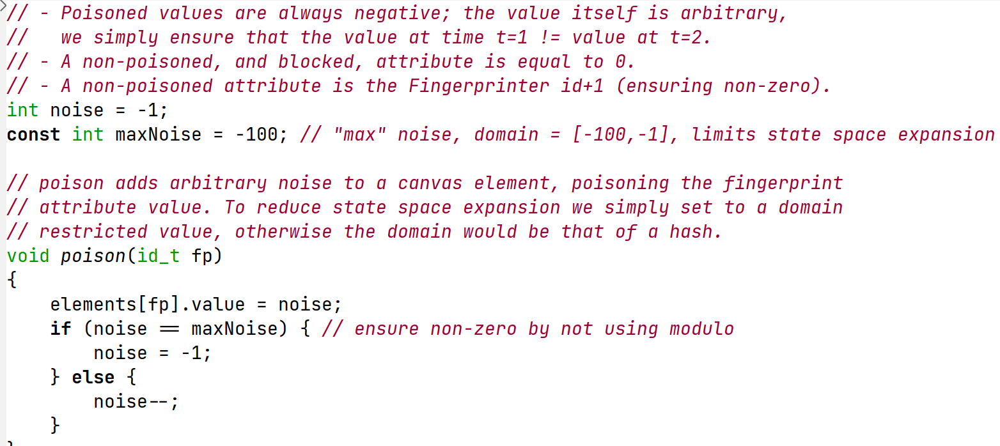 // - Poisoned values are always negative; the value itself is arbitrary,
//   we simply ensure that the value at time t=1 != value at t=2.
// - A non-poisoned, and blocked, attribute is equal to 0.
// - A non-poisoned attribute is the Fingerprinter id+1 (ensuring non-zero).
int noise = -1;
const int maxNoise = -100; // "max" noise, domain = [-100,-1], limits state space expansion
// poison adds arbitrary noise to a canvas element, poisoning the fingerprint
// attribute value. To reduce state space expansion we simply set to a domain
// restricted value, otherwise the domain would be that of a hash.
void poison(id_t fp)
{
    elements[fp].value = noise;
    if (noise == maxNoise) { // ensure non-zero by not using modulo
        noise = -1;
    } else {
        noise--;
    }
}